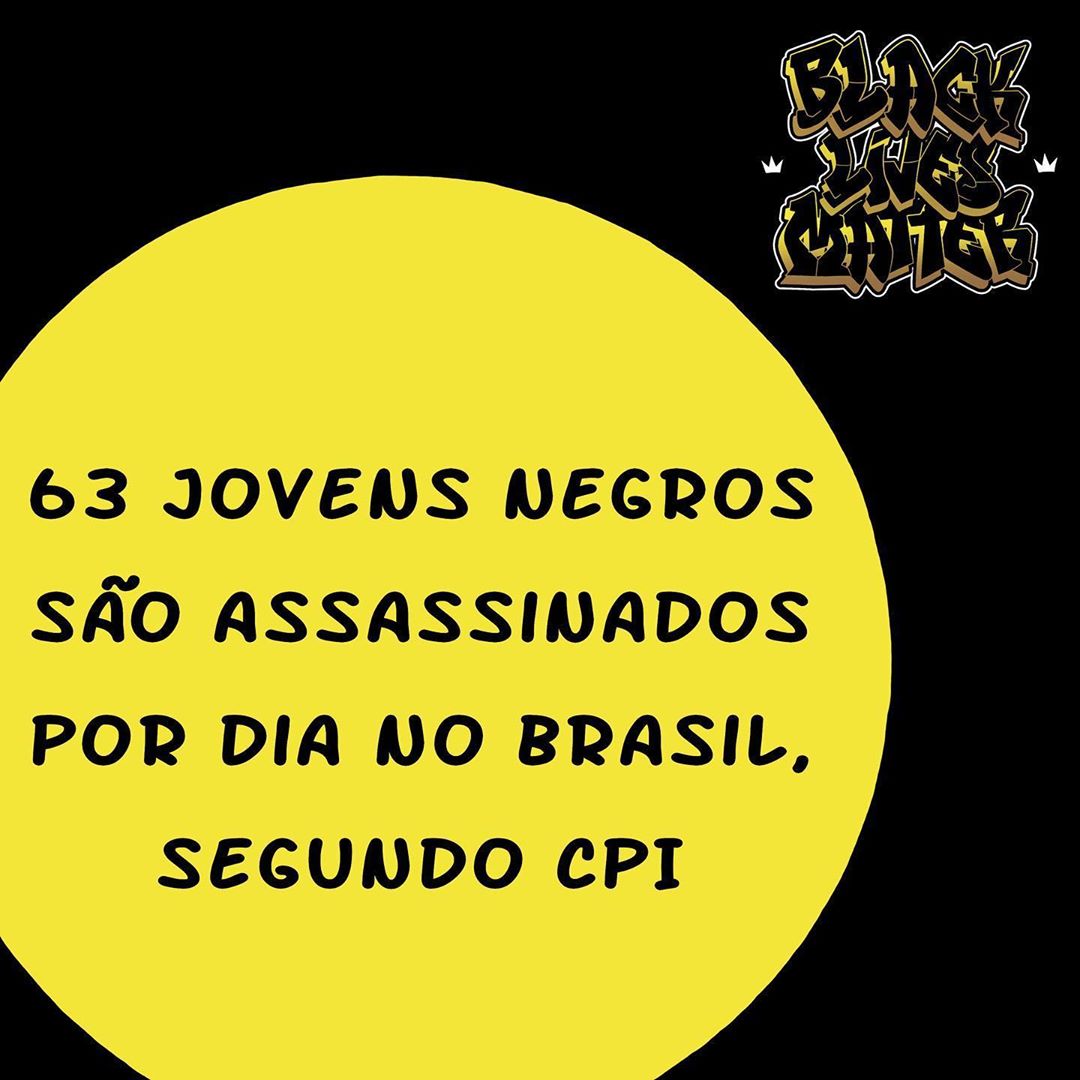 BLACK
LIVES
MATTER
63 JOVENS NEGROS
SÃO ASSASSINADOS
POR DIA NO BRASIL,
SEGUNDO CPI